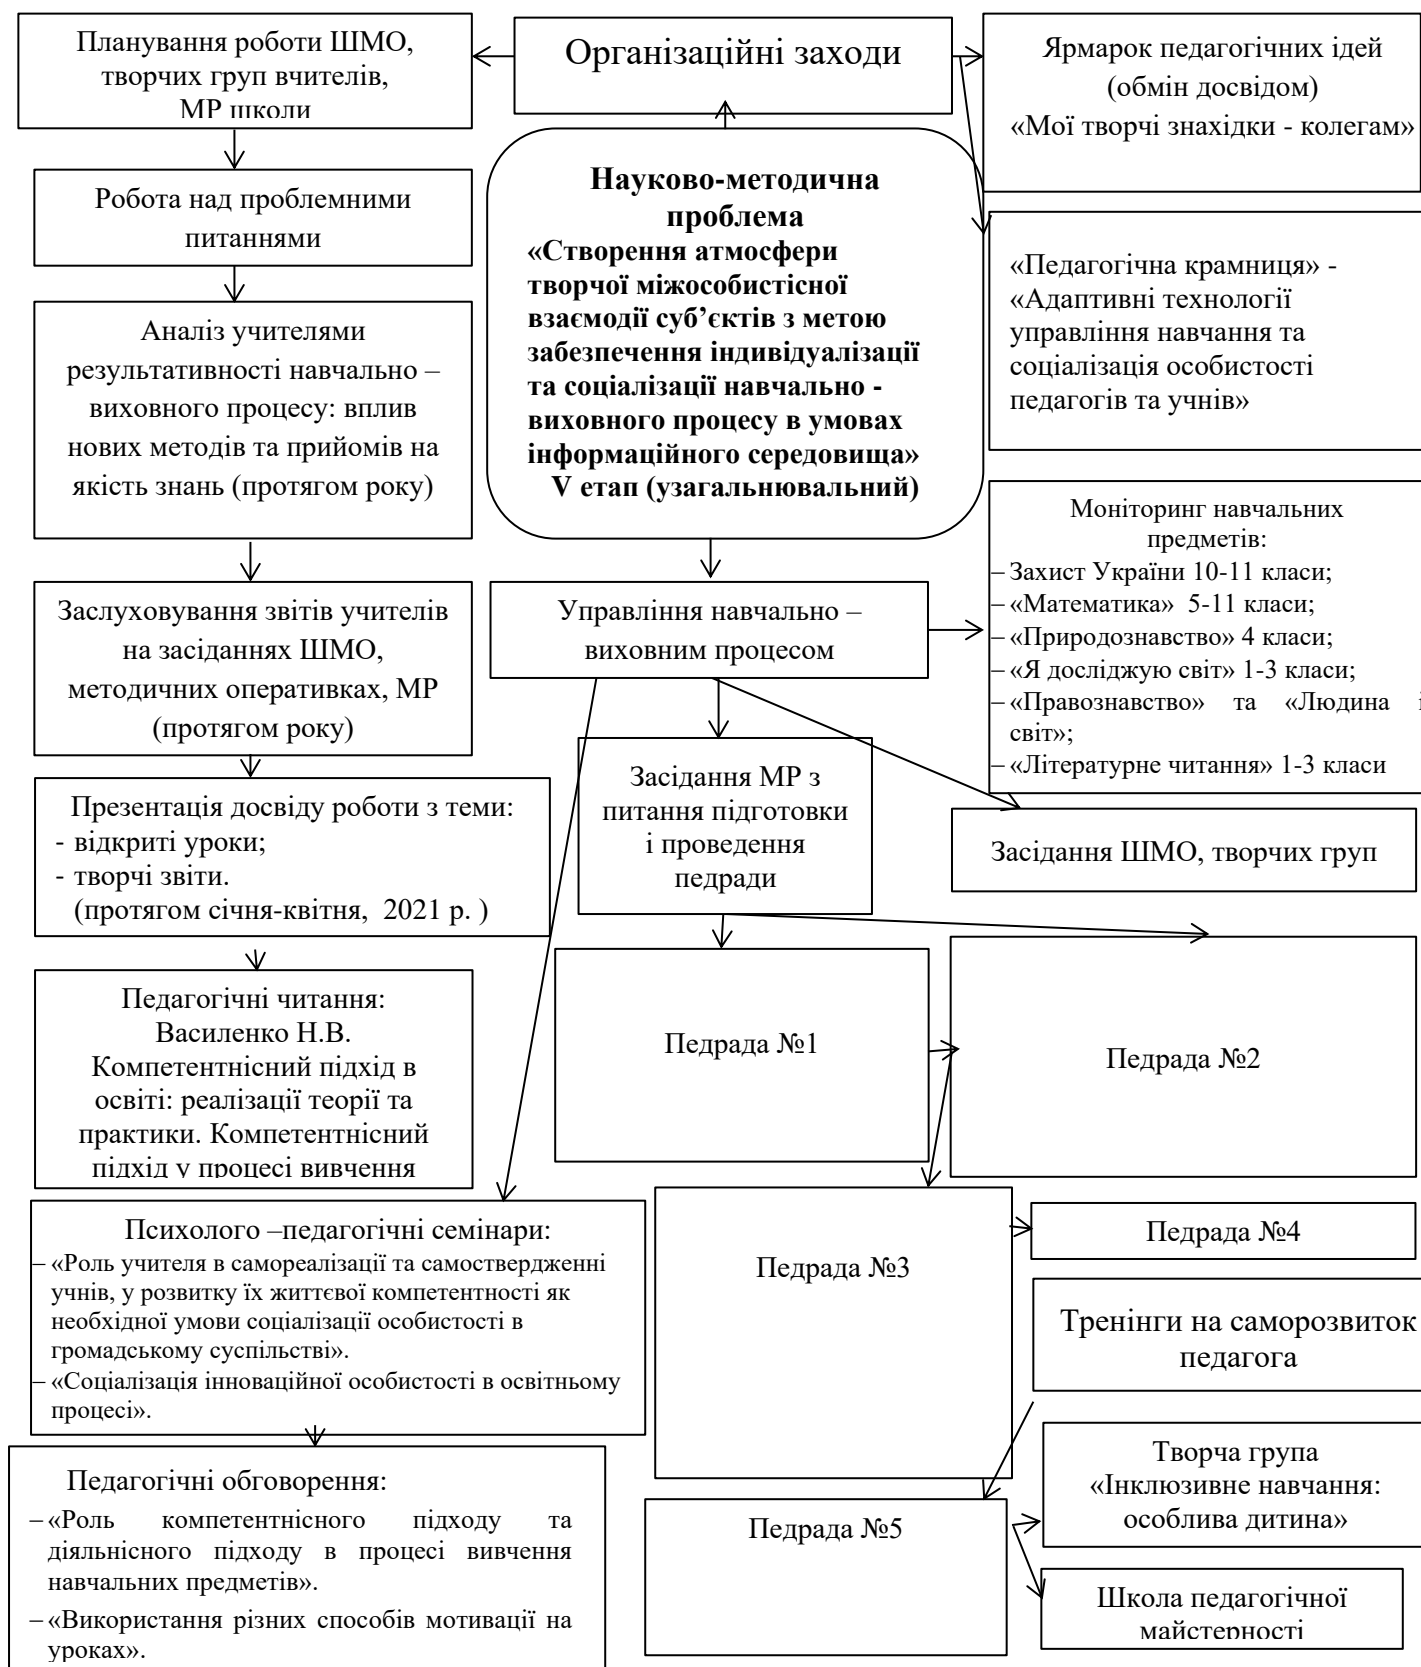 Планування роботи ШМО,
творчих груп вчителів,
МР школи
Організаційні заходи
Ярмарок педагогічних ідей
(обмін досвідом)
«Мої творчі знахідки - колегам»
Робота над проблемними
питаннями
Науково-методична
проблема
«Створення атмосфери
творчої міжособистісної
взаємодії суб’єктів з метою
забезпечення індивідуалізації
та соціалізації навчально -
виховного процесу в умовах
інформаційного середовища»
V етап (узагальнювальний)
«Педагогічна крамниця» -
«Адаптивні технології
управління навчання та
соціалізація особистості
педагогів та учнів»
Аналіз учителями
результативності навчально –
виховного процесу: вплив
нових методів та прийомів на
якість знань (протягом року)
Моніторинг навчальних
предметів:
– Захист України 10-11 класи;
– «Математика»  5-11 класи;
– «Природознавство» 4 класи;
– «Я досліджую світ» 1-3 класи;
– «Правознавство» та «Людина і
світ»;
– «Літературне читання» 1-3 класи
Заслуховування звітів учителів
на засіданнях ШМО,
методичних оперативках, МР
(протягом року)
Управління навчально –
виховним процесом
Засідання МР з
питання підготовки
і проведення
педради
Засідання ШМО, творчих груп
Презентація досвіду роботи з теми:
- відкриті уроки;
- творчі звіти.
(протягом січня-квітня,  2021 р. )
Педагогічні читання:
Василенко Н.В.
Компетентнісний підхід в
освіті: реалізації теорії та
практики. Компетентнісний
підхід у процесі вивчення
Педрада №1
Педрада №2
Психолого –педагогічні семінари:
– «Роль учителя в самореалізації та самоствердженні
учнів, у розвитку їх життєвої компетентності як
необхідної умови соціалізації особистості в
громадському суспільстві».
– «Соціалізація інноваційної особистості в освітньому
процесі».
Педрада №3
Педрада №4
Тренінги на саморозвиток
педагога
Педагогічні обговорення:
– «Роль компетентнісного підходу та
діяльнісного підходу в процесі вивчення
навчальних предметів».
– «Використання різних способів мотивації на
уроках».
Педрада №5
Творча група
«Інклюзивне навчання:
особлива дитина»
Школа педагогічної
майстерності